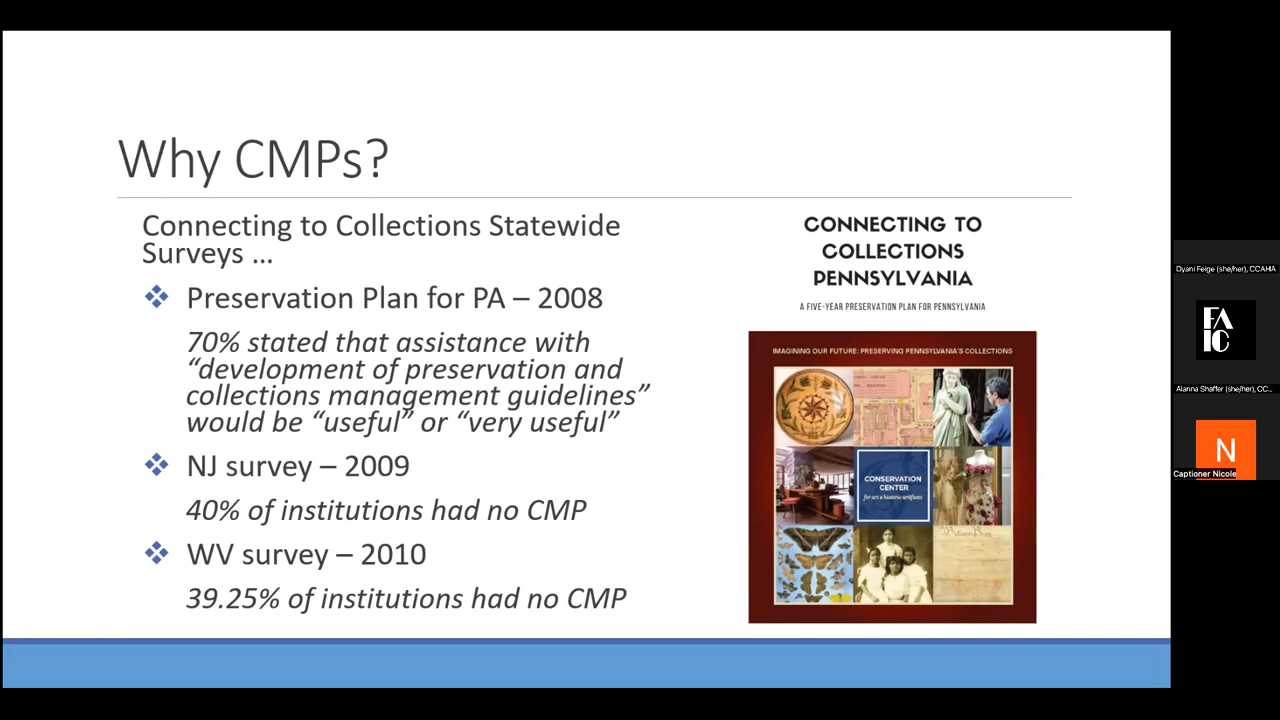 Why CMPs?
Connecting to Collections Statewide
Surveys ...
Preservation Plan for PA – 2008
70% stated that assistance with
“development of preservation and
collections management guidelines”
would be “useful” or “very useful”
NJ survey – 2009
40% of institutions had no CMP
WV survey – 2010
39.25% of institutions had no CMP
CONNECTING TO
COLLECTIONS
PENNSYLVANIA
A FIVE-YEAR PRESERVATION PLAN FOR PENNSYLVANIA
IMAGINING OUR FUTURE: PRESERVING PENNSYLVANIA'S COLLECTIONS
CONSERVATION
CENTER
for art & historic artifacts
Dyani Feige (she/her), CCAHA
FA
IC
Alanna Shaffer (she/her), CC...
N
Captioner Nicole